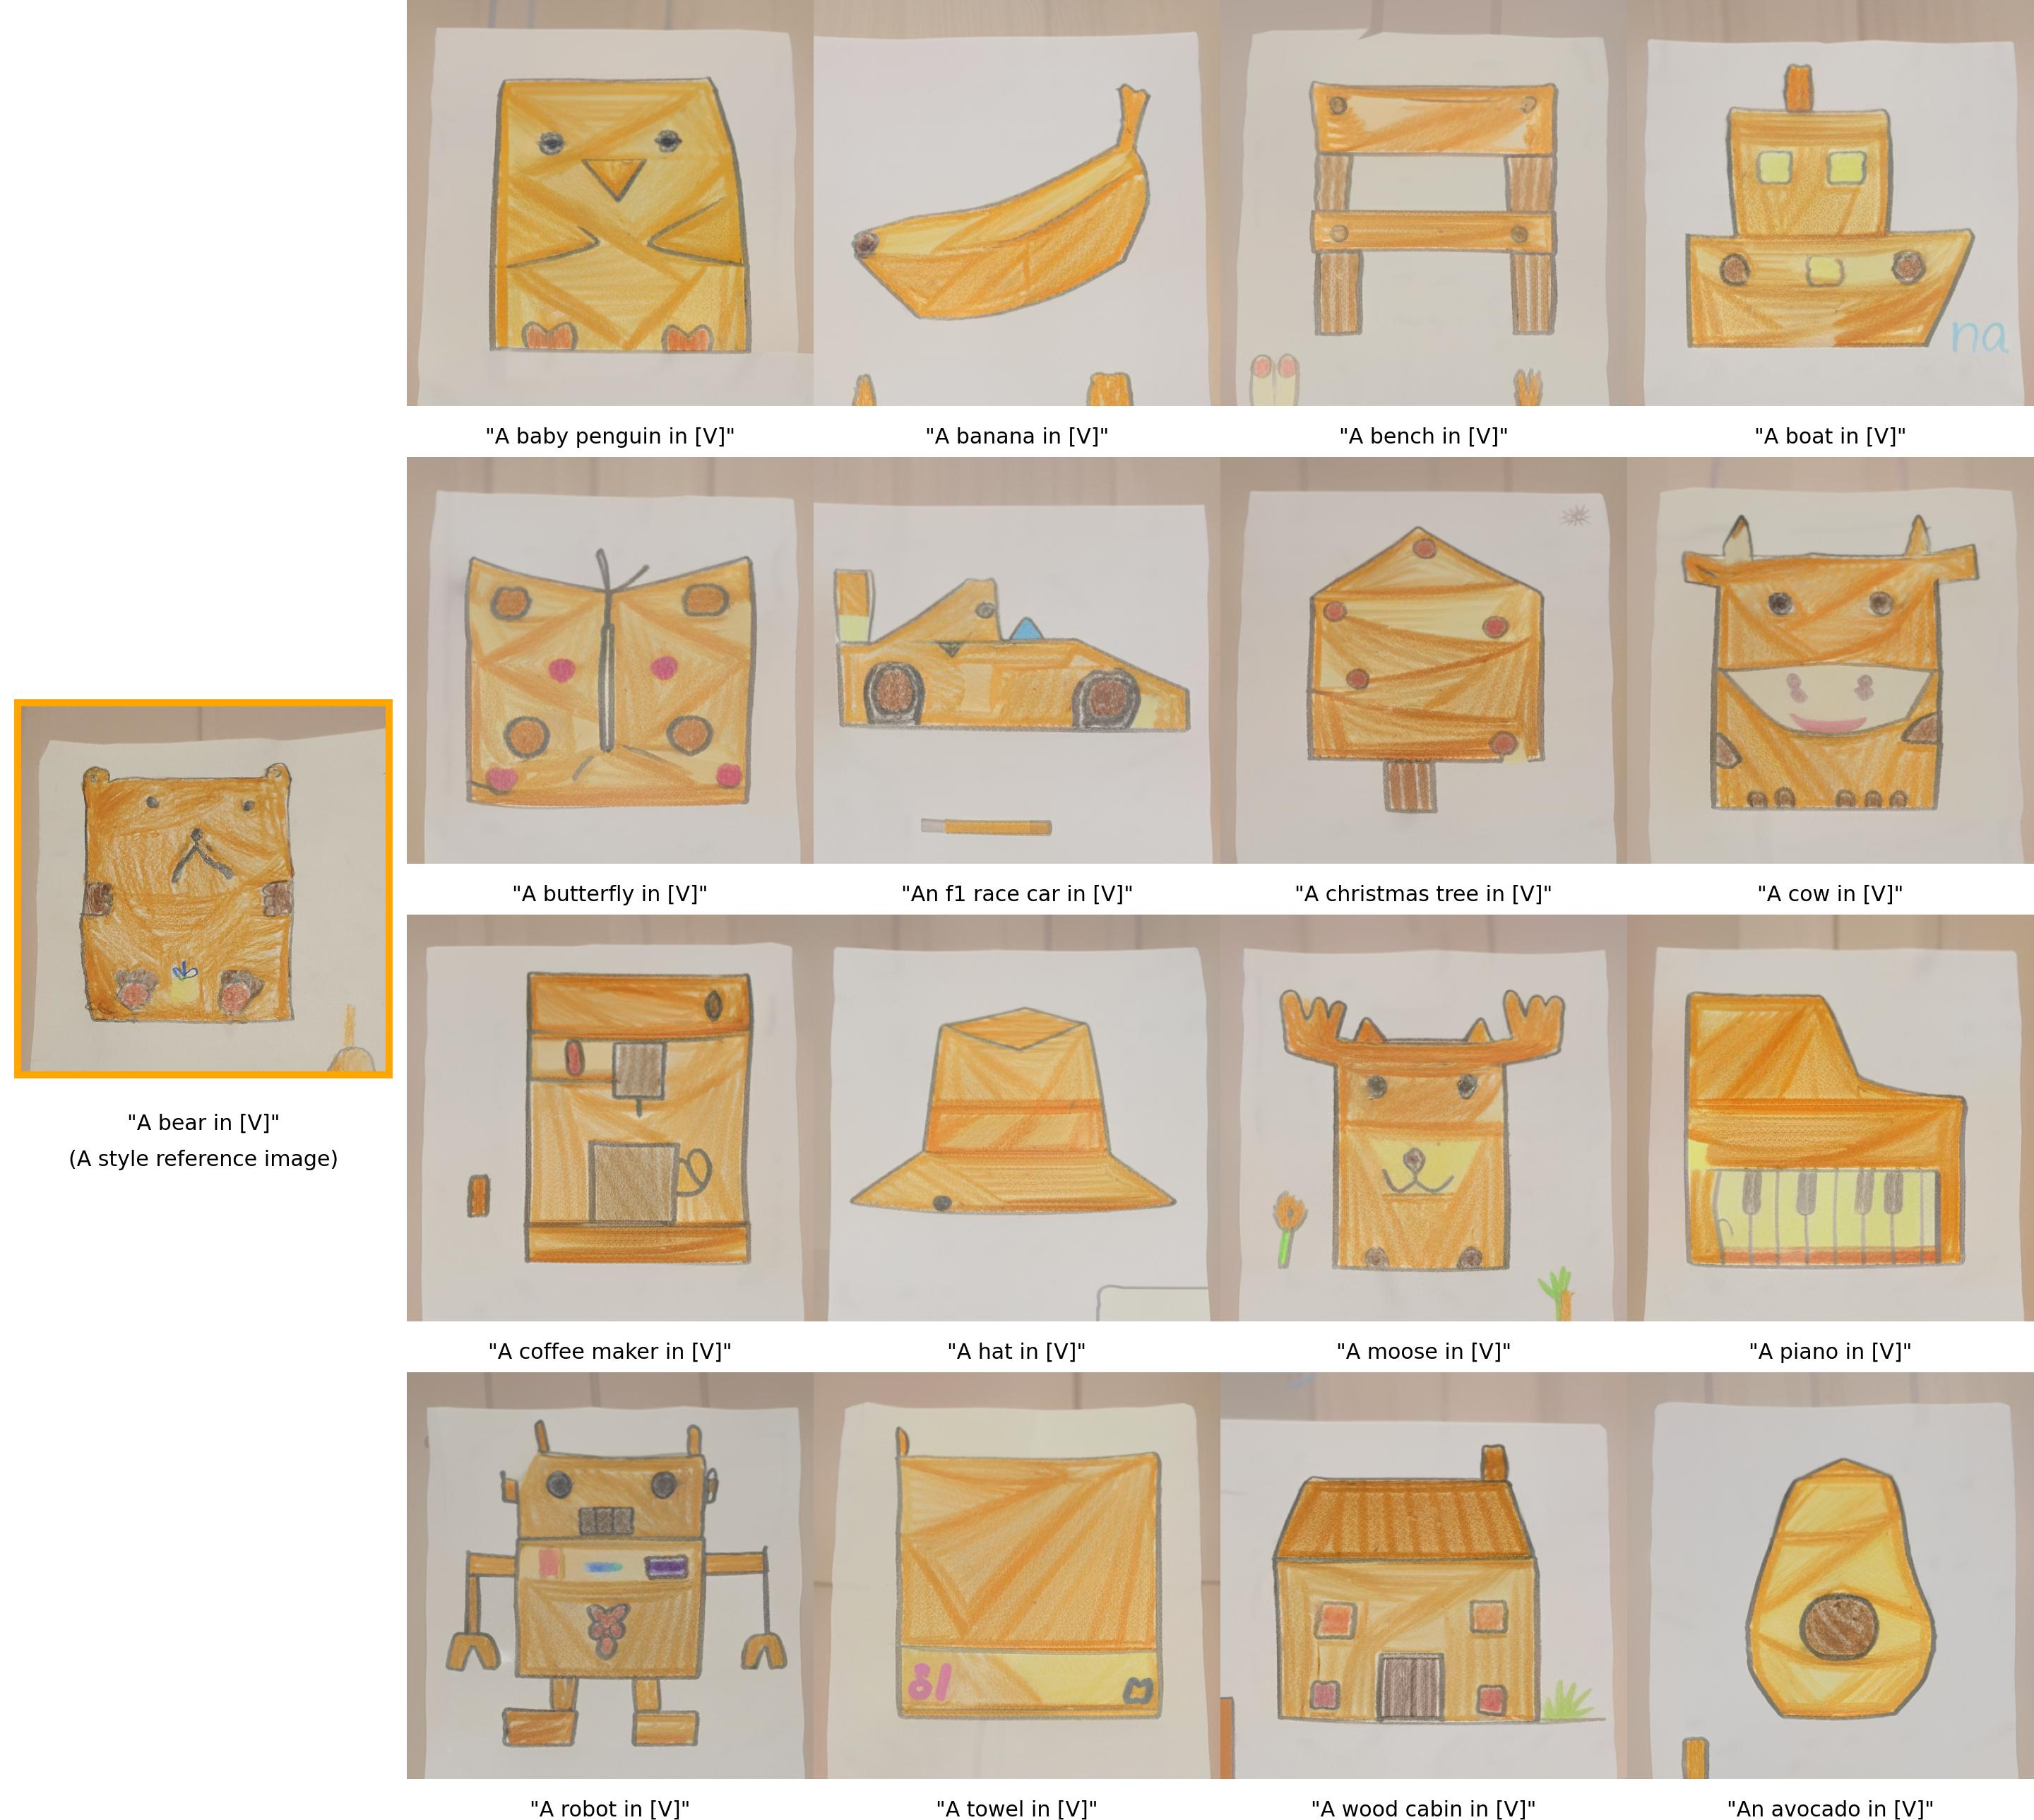 na
"A baby penguin in [V]"
"A banana in [V]"
"A bench in [V]"
"A boat in [V]"
"A butterfly in [V]"
"An f1 race car in [V]"
"A christmas tree in [V]"
"A cow in [V]"
"A bear in [V]"
(A style reference image)
"A coffee maker in [V]"
"A hat in [V]"
"A moose in [V]"
"A piano in [V]"
81
"A robot in [V]"
"A towel in [V]"
"A wood cabin in [V]"
"An avocado in [V]"